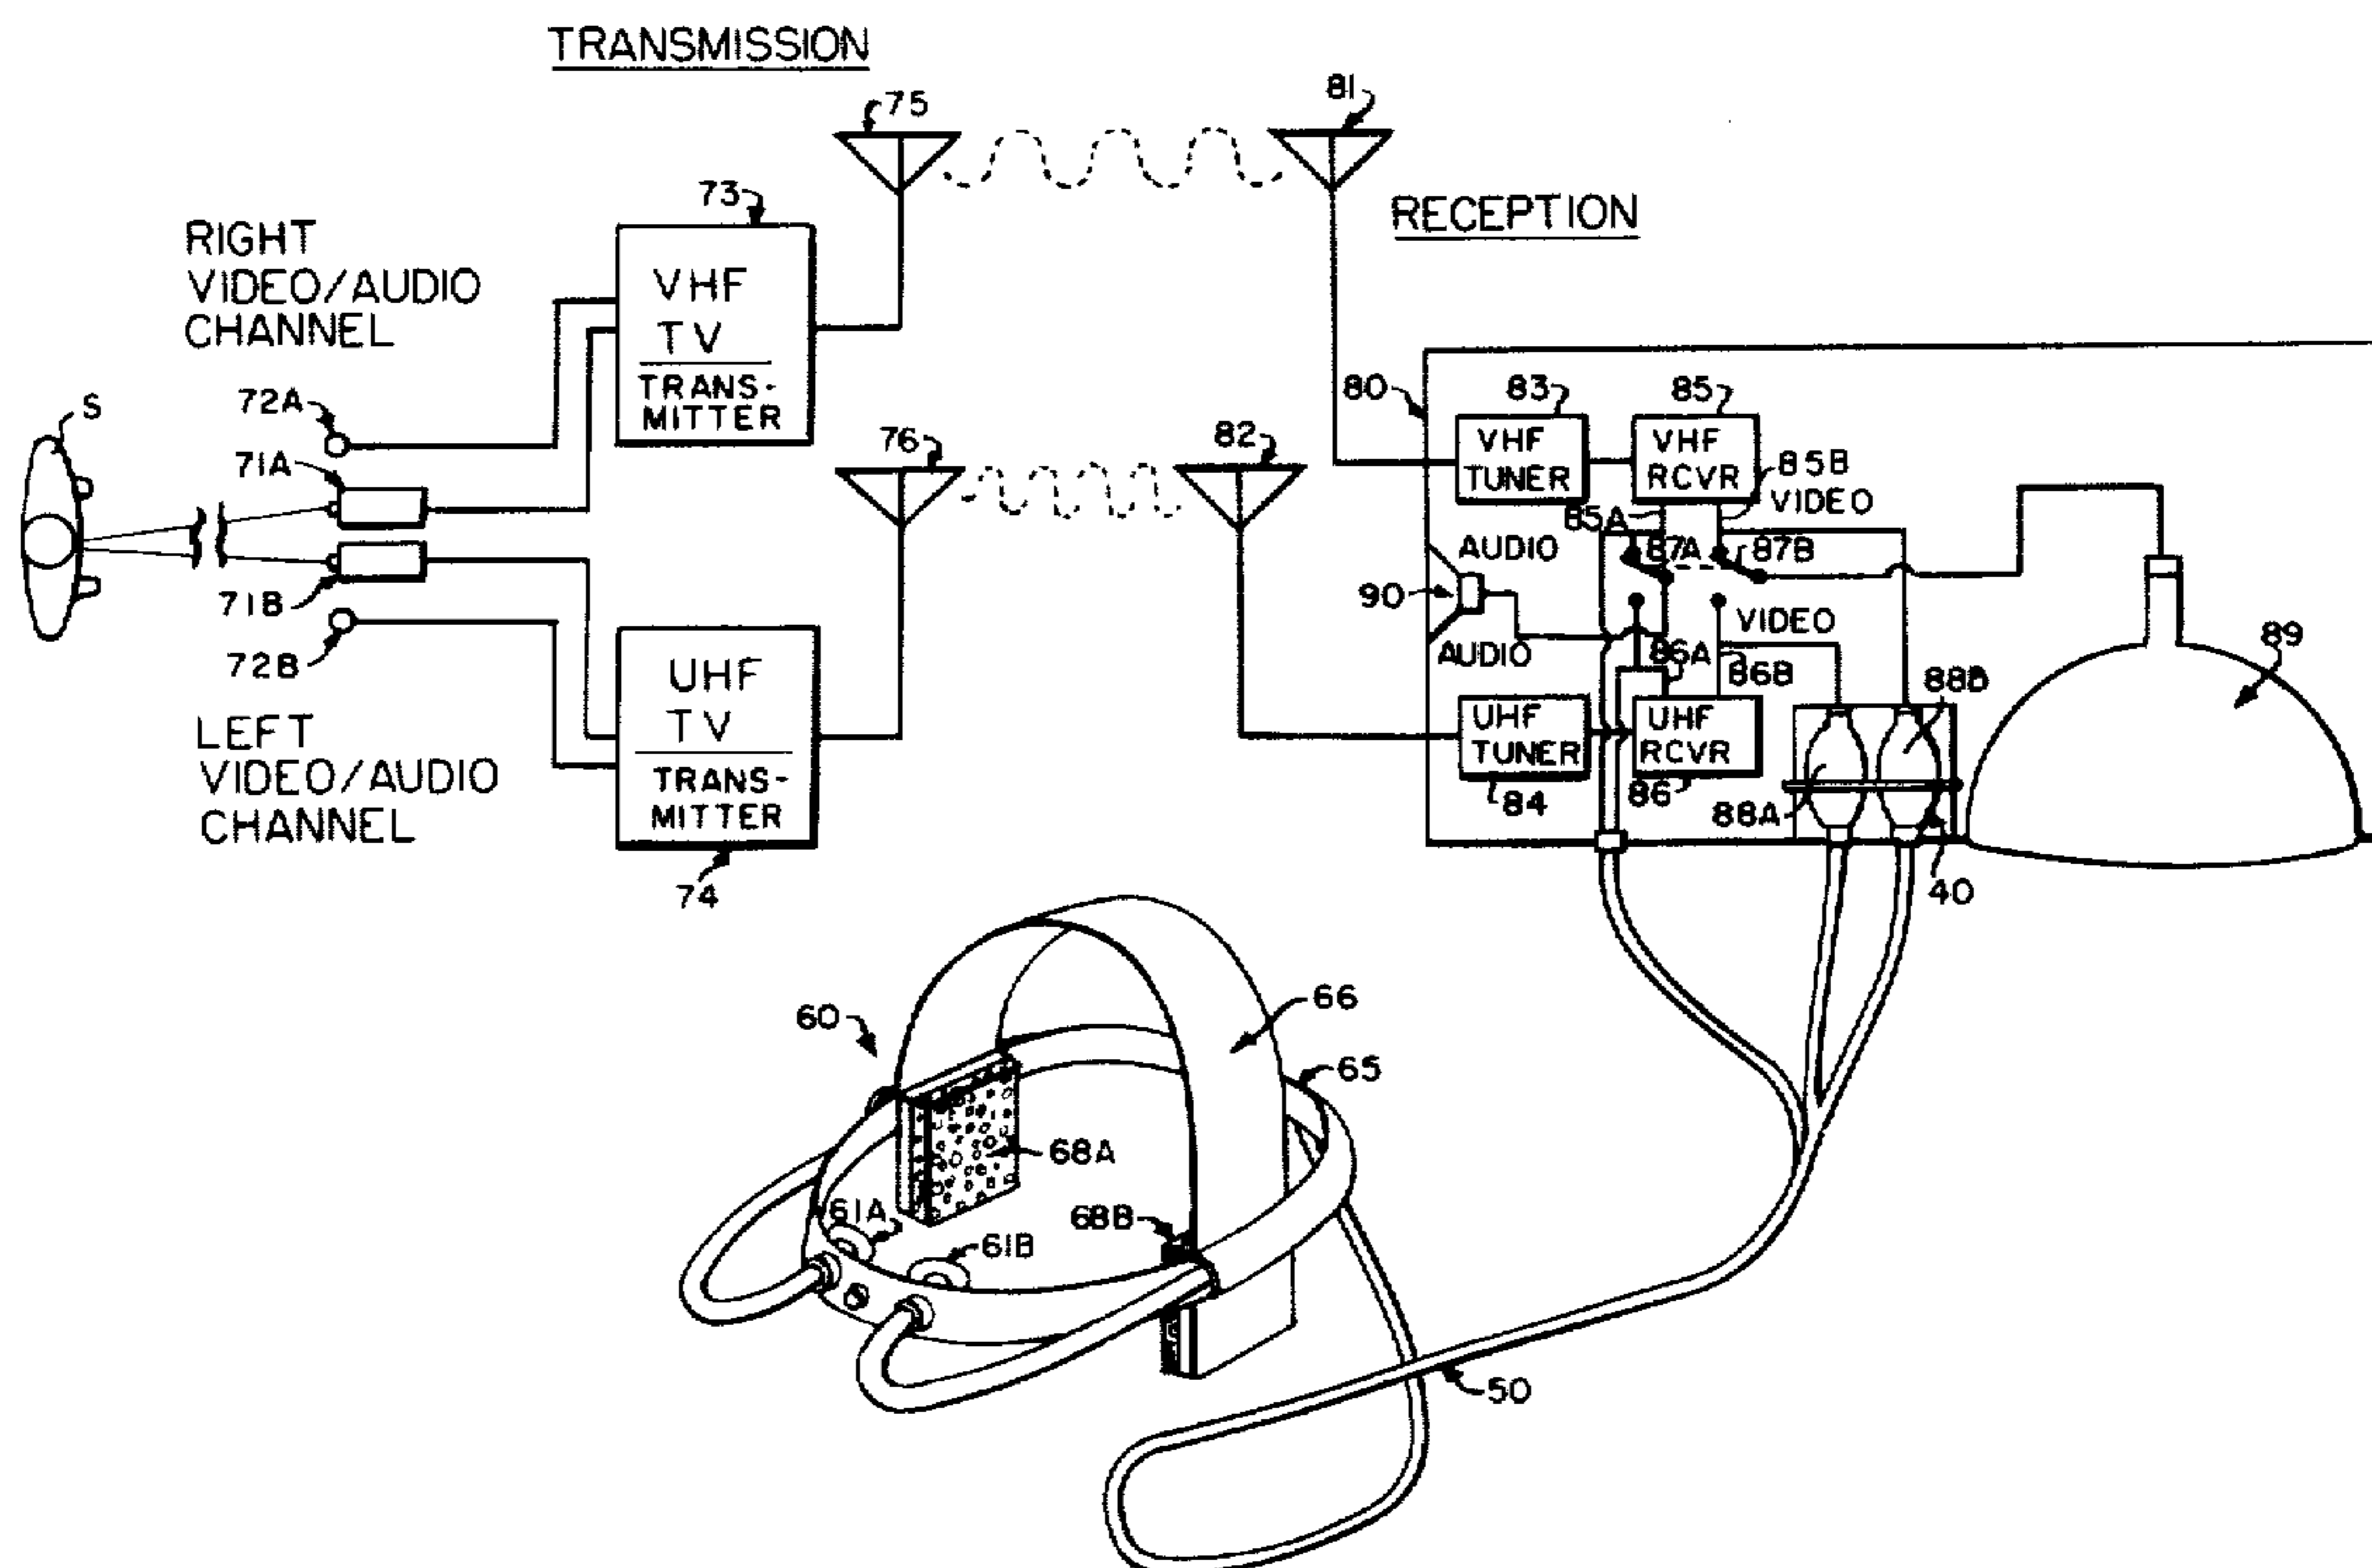 TRANSMISSION
75
81
73
RECEPTION
RIGHT
VIDEO/AUDIO
CHANNEL
VHF
TV
TRANS-
MITTER
S
72A
71A
71B
72B
76
82
80
83
85
VHF
TUNER
VHF
RCVR
85B
VIDEO
85A
AUDIO
87A
87B
90
VIDEO
AUDIO
86A
86B
88B
89
LEFT
VIDEO/AUDIO
CHANNEL
UHF
TV
TRANS-
MITTER
74
UHF
TUNER
UHF
RCVR
84
86
88A
40
60
66
65
68A
61A
68B
61B
50